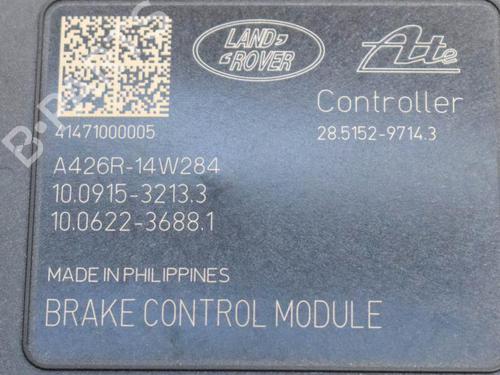 LAND ROVER
Ate
Controller
41471000005
28.5152-9714.3
A426R-14W284
10.0915-3213.3
10.0622-3688.1
MADE IN PHILIPPINES
BRAKE CONTROL MODULE